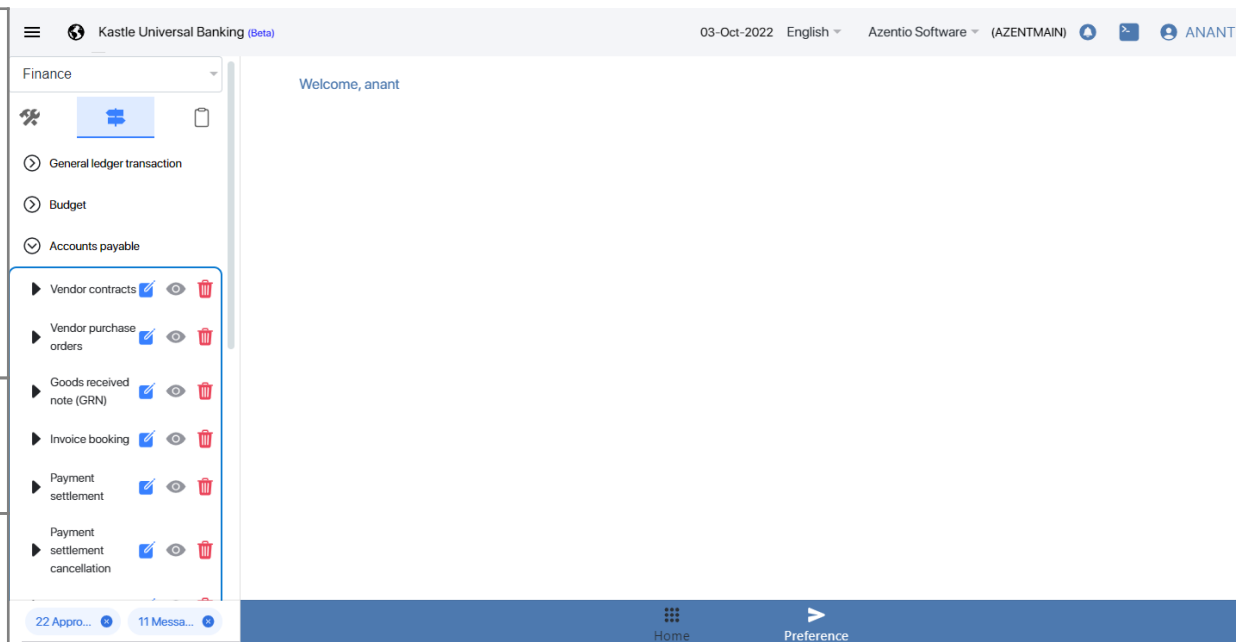 Kastle Universal Banking (Beta)
03-Oct-2022 English Azentio Software (AZENTMAIN) ANANT
Finance
Welcome, anant
General ledger transaction
Budget
Accounts payable
Vendor contracts
Vendor purchase
orders
Goods received
note (GRN)
Invoice booking
Payment
settlement
Payment
settlement
cancellation
22 Appro...
11 Messa...
Home
Preference